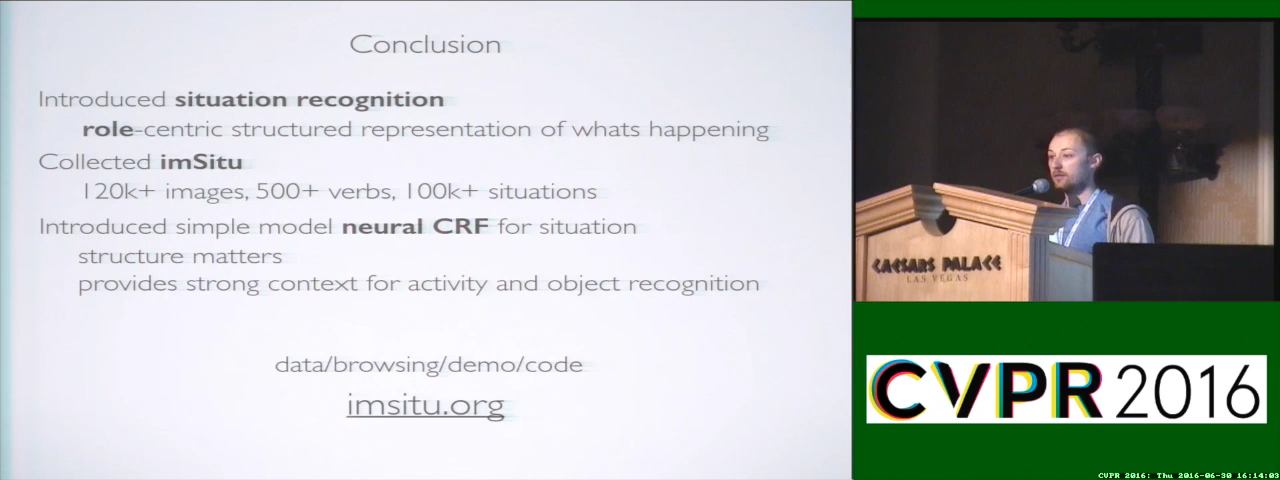 Conclusion
Introduced situation recognition
role-centric structured representation of whats happening
Collected imSitu
120k+ images, 500+ verbs, 100k+ situations
Introduced simple model neural CRF for situation
structure matters
provides strong context for activity and object recognition
data/browsing/demo/code
imsitu.org
CAESARS PALACE
LAS VEGAS
CVPR 2016
CVPR 2016: Thu 2016-06-30 16:14:03